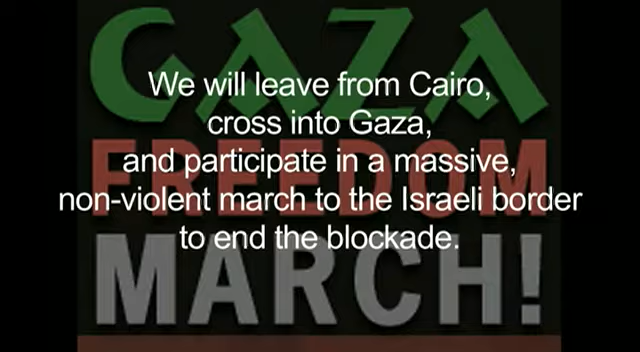 GAZA
FREEDOM
MARCH!
We will leave from Cairo,
cross into Gaza,
and participate in a massive,
non-violent march to the Israeli border
to end the blockade.